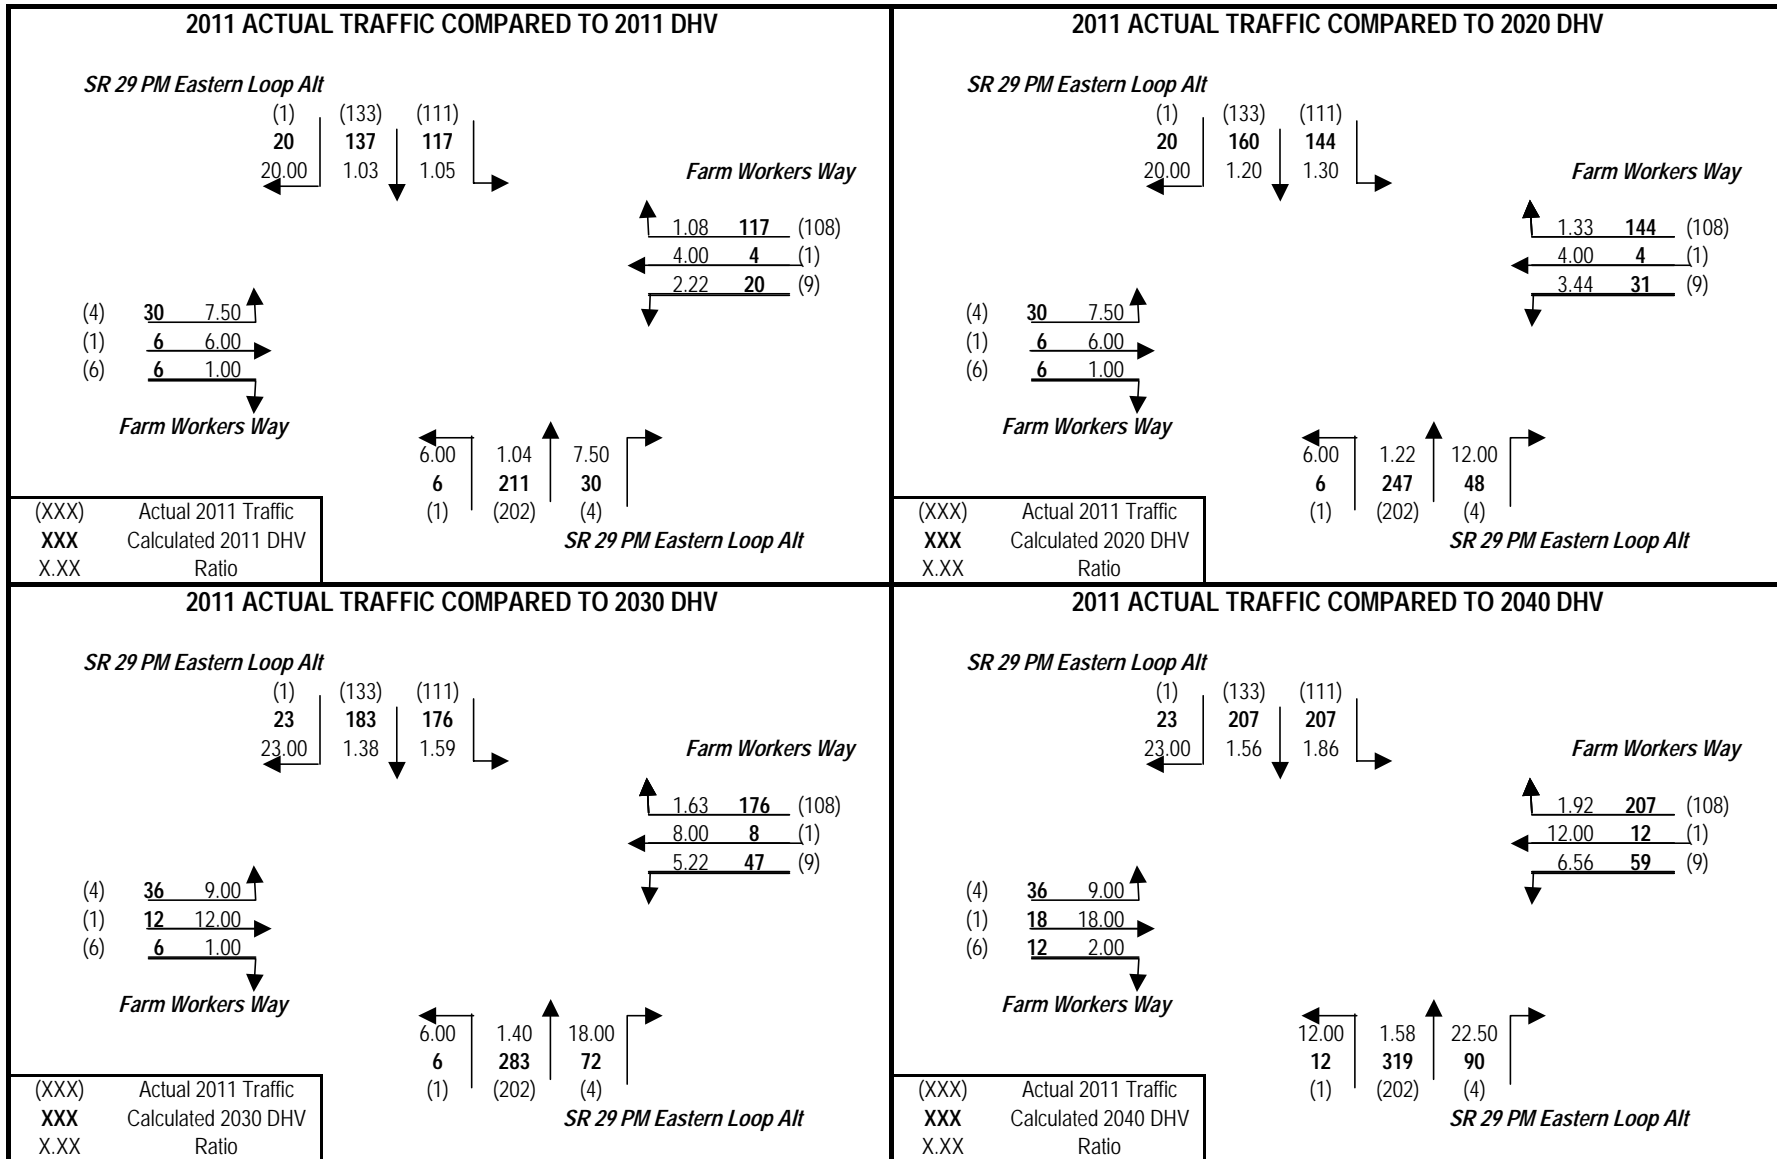 2011 ACTUAL TRAFFIC COMPARED TO 2011 DHV
SR 29 PM Eastern Loop Alt
(1) (133) (111)
20 137 117
20.00 1.03 1.05
Farm Workers Way
1.08 117 (108)
4.00 4 (1)
2.22 20 (9)
(4) 30 7.50
(1) 6 6.00
(6) 6 1.00
Farm Workers Way
6.00 1.04 7.50
6 211 30
(1) (202) (4)
SR 29 PM Eastern Loop Alt
(XXX) Actual 2011 Traffic
XXX Calculated 2011 DHV
X.XX Ratio
2011 ACTUAL TRAFFIC COMPARED TO 2020 DHV
SR 29 PM Eastern Loop Alt
(1) (133) (111)
20 160 144
20.00 1.20 1.30
Farm Workers Way
1.33 144 (108)
4.00 4 (1)
3.44 31 (9)
(4) 30 7.50
(1) 6 6.00
(6) 6 1.00
Farm Workers Way
6.00 1.22 12.00
6 247 48
(1) (202) (4)
SR 29 PM Eastern Loop Alt
(XXX) Actual 2011 Traffic
XXX Calculated 2020 DHV
X.XX Ratio
2011 ACTUAL TRAFFIC COMPARED TO 2030 DHV
SR 29 PM Eastern Loop Alt
(1) (133) (111)
23 183 176
23.00 1.38 1.59
Farm Workers Way
1.63 176 (108)
8.00 8 (1)
5.22 47 (9)
(4) 36 9.00
(1) 12 12.00
(6) 6 1.00
Farm Workers Way
6.00 1.40 18.00
6 283 72
(1) (202) (4)
SR 29 PM Eastern Loop Alt
(XXX) Actual 2011 Traffic
XXX Calculated 2030 DHV
X.XX Ratio
2011 ACTUAL TRAFFIC COMPARED TO 2040 DHV
SR 29 PM Eastern Loop Alt
(1) (133) (111)
23 207 207
23.00 1.56 1.86
Farm Workers Way
1.92 207 (108)
12.00 12 (1)
6.56 59 (9)
(4) 36 9.00
(1) 18 18.00
(6) 12 2.00
Farm Workers Way
12.00 1.58 22.50
12 319 90
(1) (202) (4)
SR 29 PM Eastern Loop Alt
(XXX) Actual 2011 Traffic
XXX Calculated 2040 DHV
X.XX Ratio